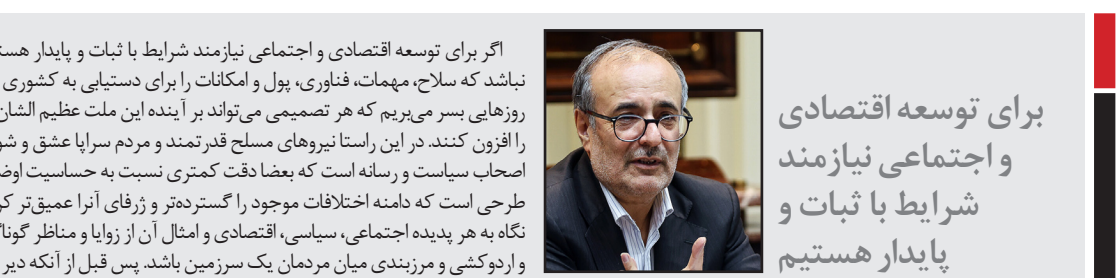 برای توسعه اقتصادی
و اجتماعی نیازمند
شرایط با ثبات و
پایدار هستیم
اگر برای توسعه اقتصادی و اجتماعی نیازمند شرایط با ثبات و پایدار
نباشد که سلاح، مهمات، فناوری، پول و امکانات را برای دستیابی به کشوری
روزهایی بسر می‌بریم که هر تصمیمی می‌تواند بر آینده این ملت عظیم الشان
را افزون کنند. در این راستا نیروهای مسلح قدرتمند و مردم سراپا عشق و
اصحاب سیاست و رسانه است که بعضا دقت کمتری نسبت به حساسیت
طرحی است که دامنه اختلافات موجود را گسترده‌تر و ژرفای آنرا عمیق‌تر
نگاه به هر پدیده اجتماعی، سیاسی، اقتصادی و امثال آن از زوایا و مناظر
و اردوکشی و مرزبندی میان مردمان یک سرزمین باشد. پس قبل از آنکه دیر